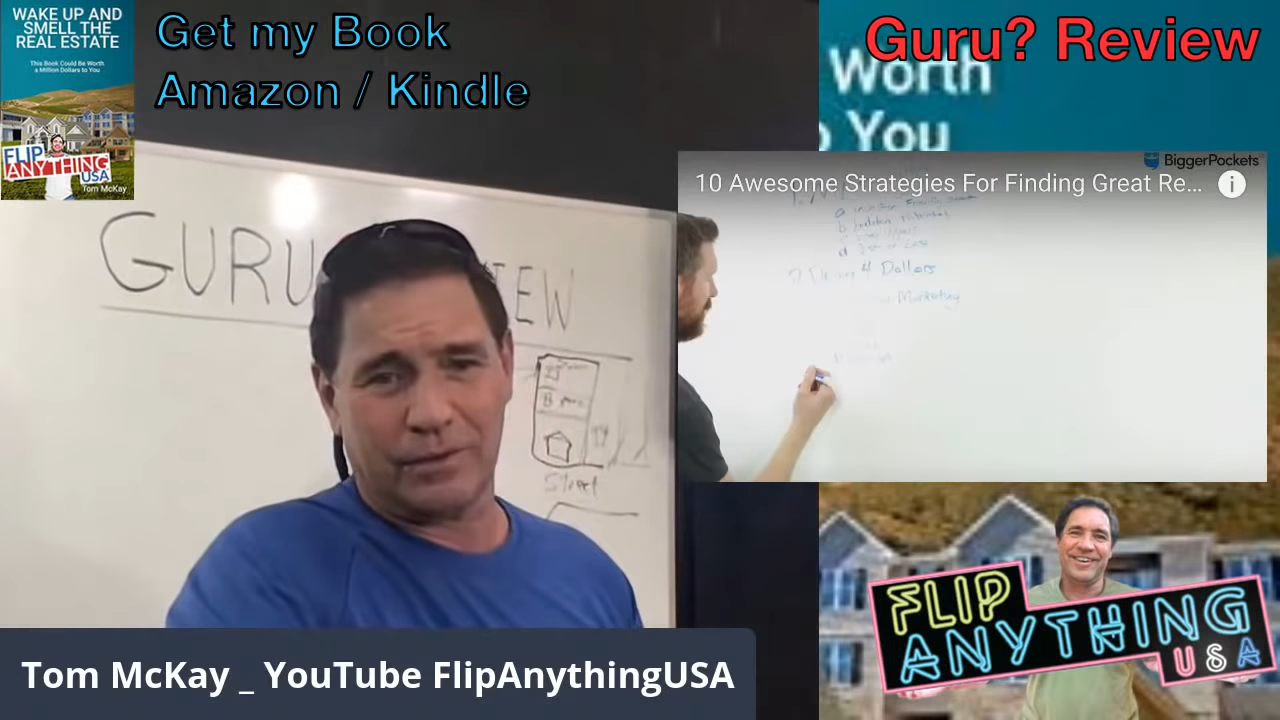 WAKE UP AND
SMELL THE
REAL ESTATE
This Book Could Be Worth
a Million Dollars to You
FLIP
ANYTHING
USA
Tom McKay
Get my Book
Amazon / Kindle
Guru? Review
Worth
You
BiggerPockets
10 Awesome Strategies For Finding Great Re...
i
4 Dollars
Marketing
GURU
EW
Street
FLIP
ANYTHING
USA
Tom McKay _ YouTube FlipAnythingUSA